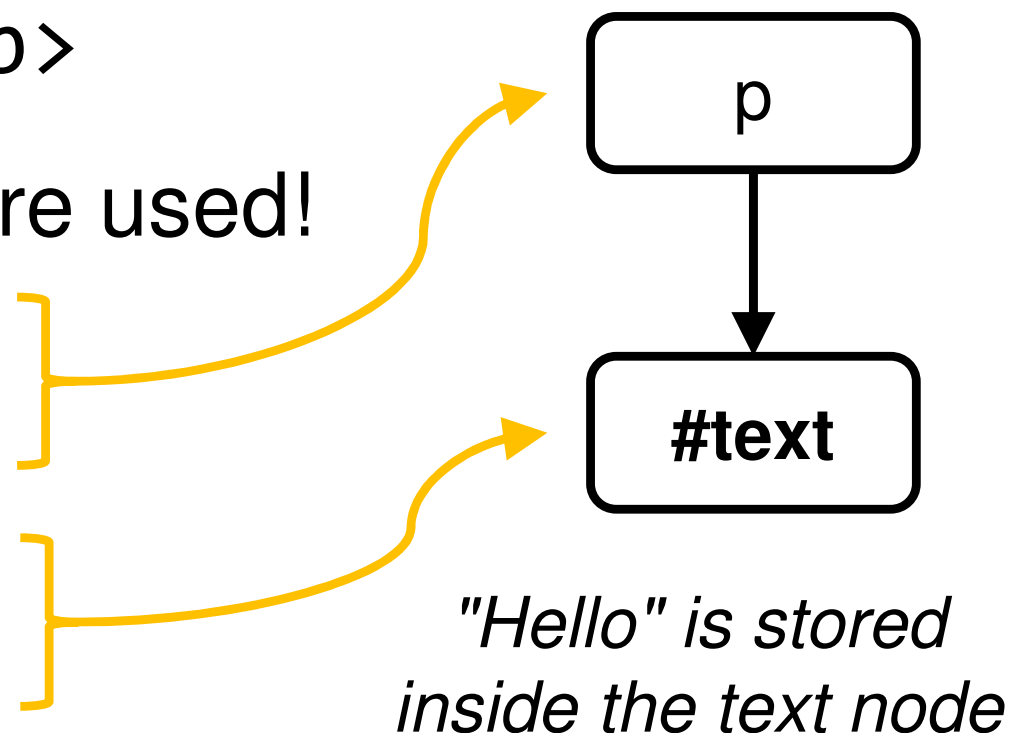 p>
p
re used!
#text
"Hello" is stored
inside the text node